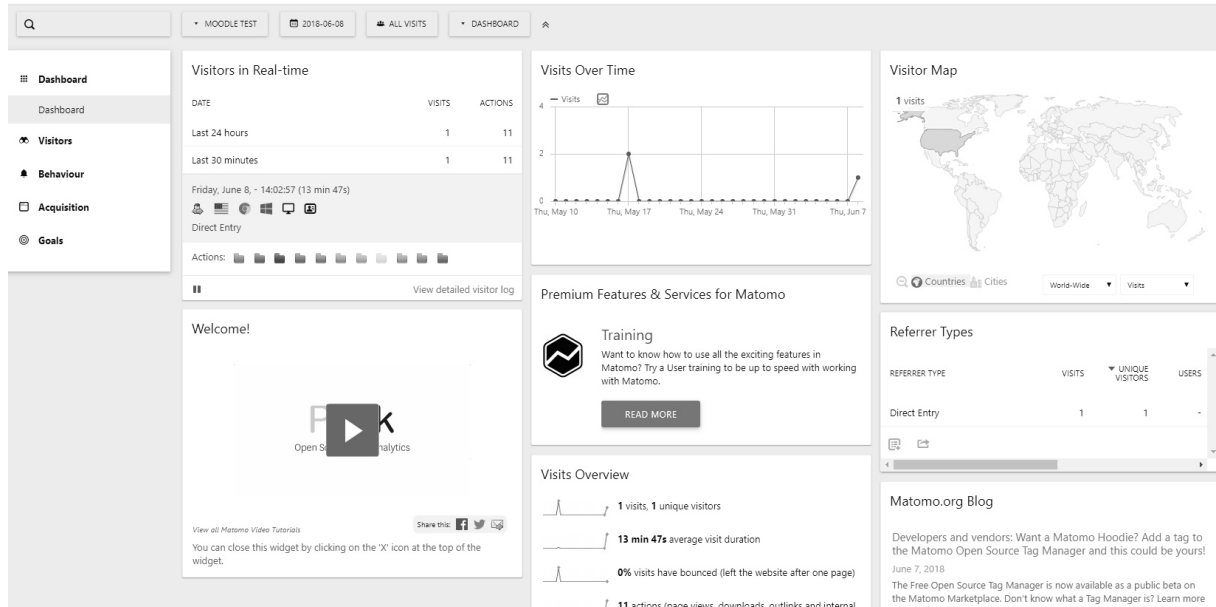 MOODLE TEST
2018-06-08
ALL VISITS
DASHBOARD
Dashboard
Dashboard
Visitors
Behaviour
Acquisition
Goals
Visitors in Real-time
DATE VISITS ACTIONS
Last 24 hours 1 11
Last 30 minutes 1 11
Friday, June 8, - 14:02:57 (13 min 47s)
Direct Entry
Actions:
View detailed visitor log
Welcome!
Open Analytics
View all Matomo Video Tutorials
Share this:
You can close this widget by clicking on the 'X' icon at the top of the
widget.
Visits Over Time
Visits
4
2
0
Thu, May 10 Thu, May 17 Thu, May 24 Thu, May 31 Thu, Jun 7
Premium Features & Services for Matomo
Training
Want to know how to use all the exciting features in
Matomo? Try a User training to be up to speed with working
with Matomo.
READ MORE
Visits Overview
1 visits, 1 unique visitors
13 min 47s average visit duration
0% visits have bounced (left the website after one page)
11 actions (page views, downloads, outlinks and internal
Visitor Map
1 visits
Countries Cities
World-Wide Visits
Referrer Types
REFERRER TYPE VISITS UNIQUE VISITORS USERS
Direct Entry 1 1 -
Matomo.org Blog
Developers and vendors: Want a Matomo Hoodie? Add a tag to
the Matomo Open Source Tag Manager and this could be yours!
June 7, 2018
The Free Open Source Tag Manager is now available as a public beta on
the Matomo Marketplace. Don't know what a Tag Manager is? Learn more